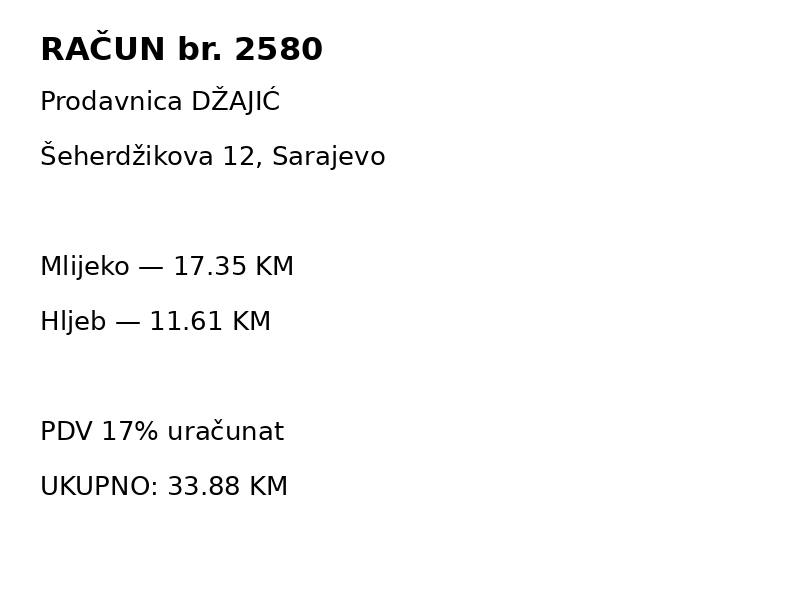 RAČUN br. 2580
Prodavnica DŽAJIĆ
Šeherdžikova 12, Sarajevo
Mlijeko — 17.35 KM
Hljeb — 11.61 KM
PDV 17% uračunat
UKUPNO: 33.88 KM